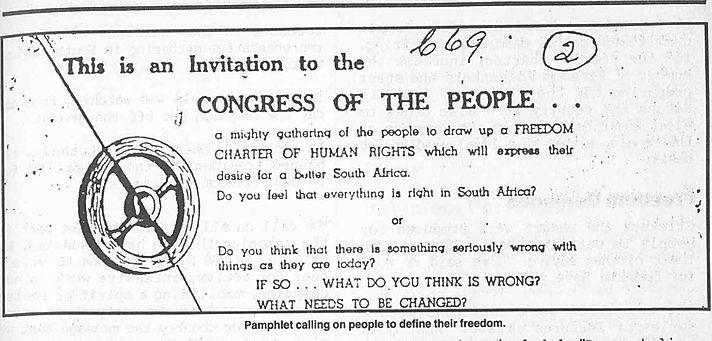 669.
2
This is an Invitation to the
CONGRESS OF THE PEOPLE . .
a mighty gathering of the people to draw up a FREEDOM
CHARTER OF HUMAN RIGHTS which will express their
desire for a better South Africa.
Do you feel that everything is right in South Africa?
or
Do you think that there is something seriously wrong with
things as they are today?
IF SO . . . WHAT DO YOU THINK IS WRONG?
WHAT NEEDS TO BE CHANGED?
Pamphlet calling on people to define their freedom.